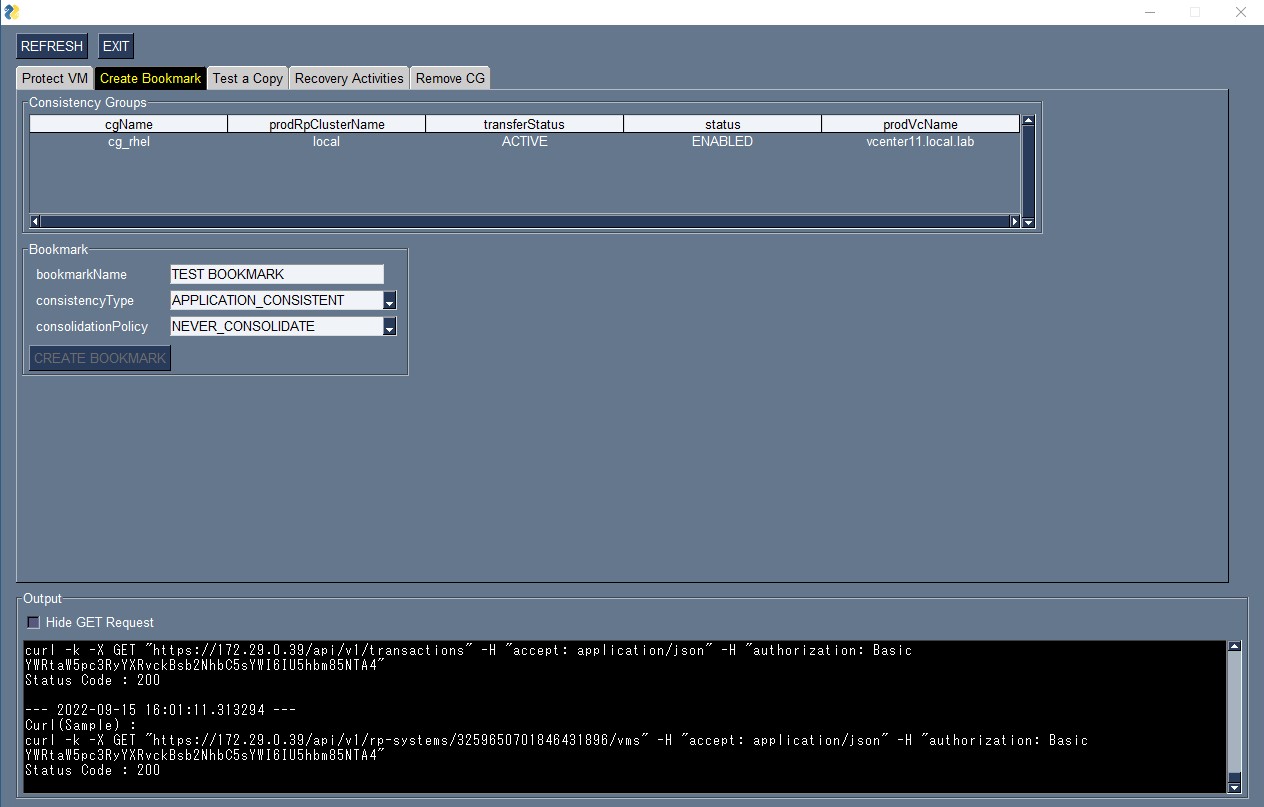 REFRESH EXIT
Protect VM Create Bookmark Test a Copy Recovery Activities Remove CG
Consistency Groups
cgName prodRpClusterName transferStatus status prodVcName
cg_rhel local ACTIVE ENABLED vcenter11.local.lab
Bookmark
bookmarkName TEST BOOKMARK
consistencyType APPLICATION_CONSISTENT
consolidationPolicy NEVER_CONSOLIDATE
CREATE BOOKMARK
Output
Hide GET Request
curl -k -X GET "https://172.29.0.39/api/v1/transactions" -H "accept: application/json" -H "authorization: Basic
YWRtaW5pc3RyYXRvckBsb2NhbC5sYWI6IU5hbm85NTA4"
Status Code : 200
--- 2022-09-15 16:01:11.313294 ---
Curl(Sample) :
curl -k -X GET "https://172.29.0.39/api/v1/rp-systems/3259650701846431896/vms" -H "accept: application/json" -H "authorization: Basic
YWRtaW5pc3RyYXRvckBsb2NhbC5sYWI6IU5hbm85NTA4"
Status Code : 200